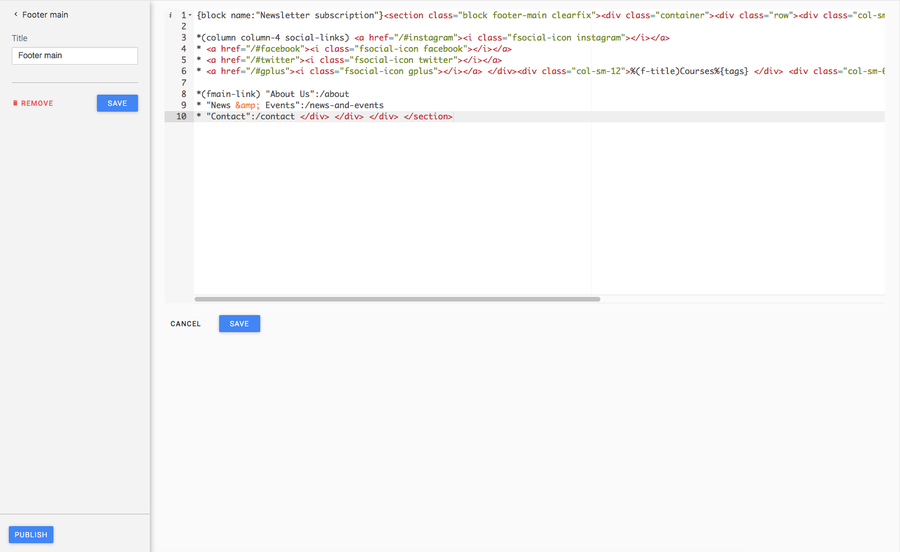 Footer main
Title
Footer main
REMOVE
SAVE
PUBLISH
i 1 {block name:"Newsletter subscription"}<section class="block footer-main clearfix"><div class="container"><div class="row"><div class="col-sm
2
3 *(column column-4 social-links) <a href="/#instagram"><i class="fsocial-icon instagram"></i></a>
4 * <a href="/#facebook"><i class="fsocial-icon facebook"></i></a>
5 * <a href="/#twitter"><i class="fsocial-icon twitter"></i></a>
6 * <a href="/#gplus"><i class="fsocial-icon gplus"></i></a> </div><div class="col-sm-12">%(f-title)Courses%{tags} </div> <div class="col-sm-6
7
8 *(fmain-link) "About Us":/about
9 * "News &amp; Events":/news-and-events
10 * "Contact":/contact </div> </div> </div> </section>
CANCEL
SAVE